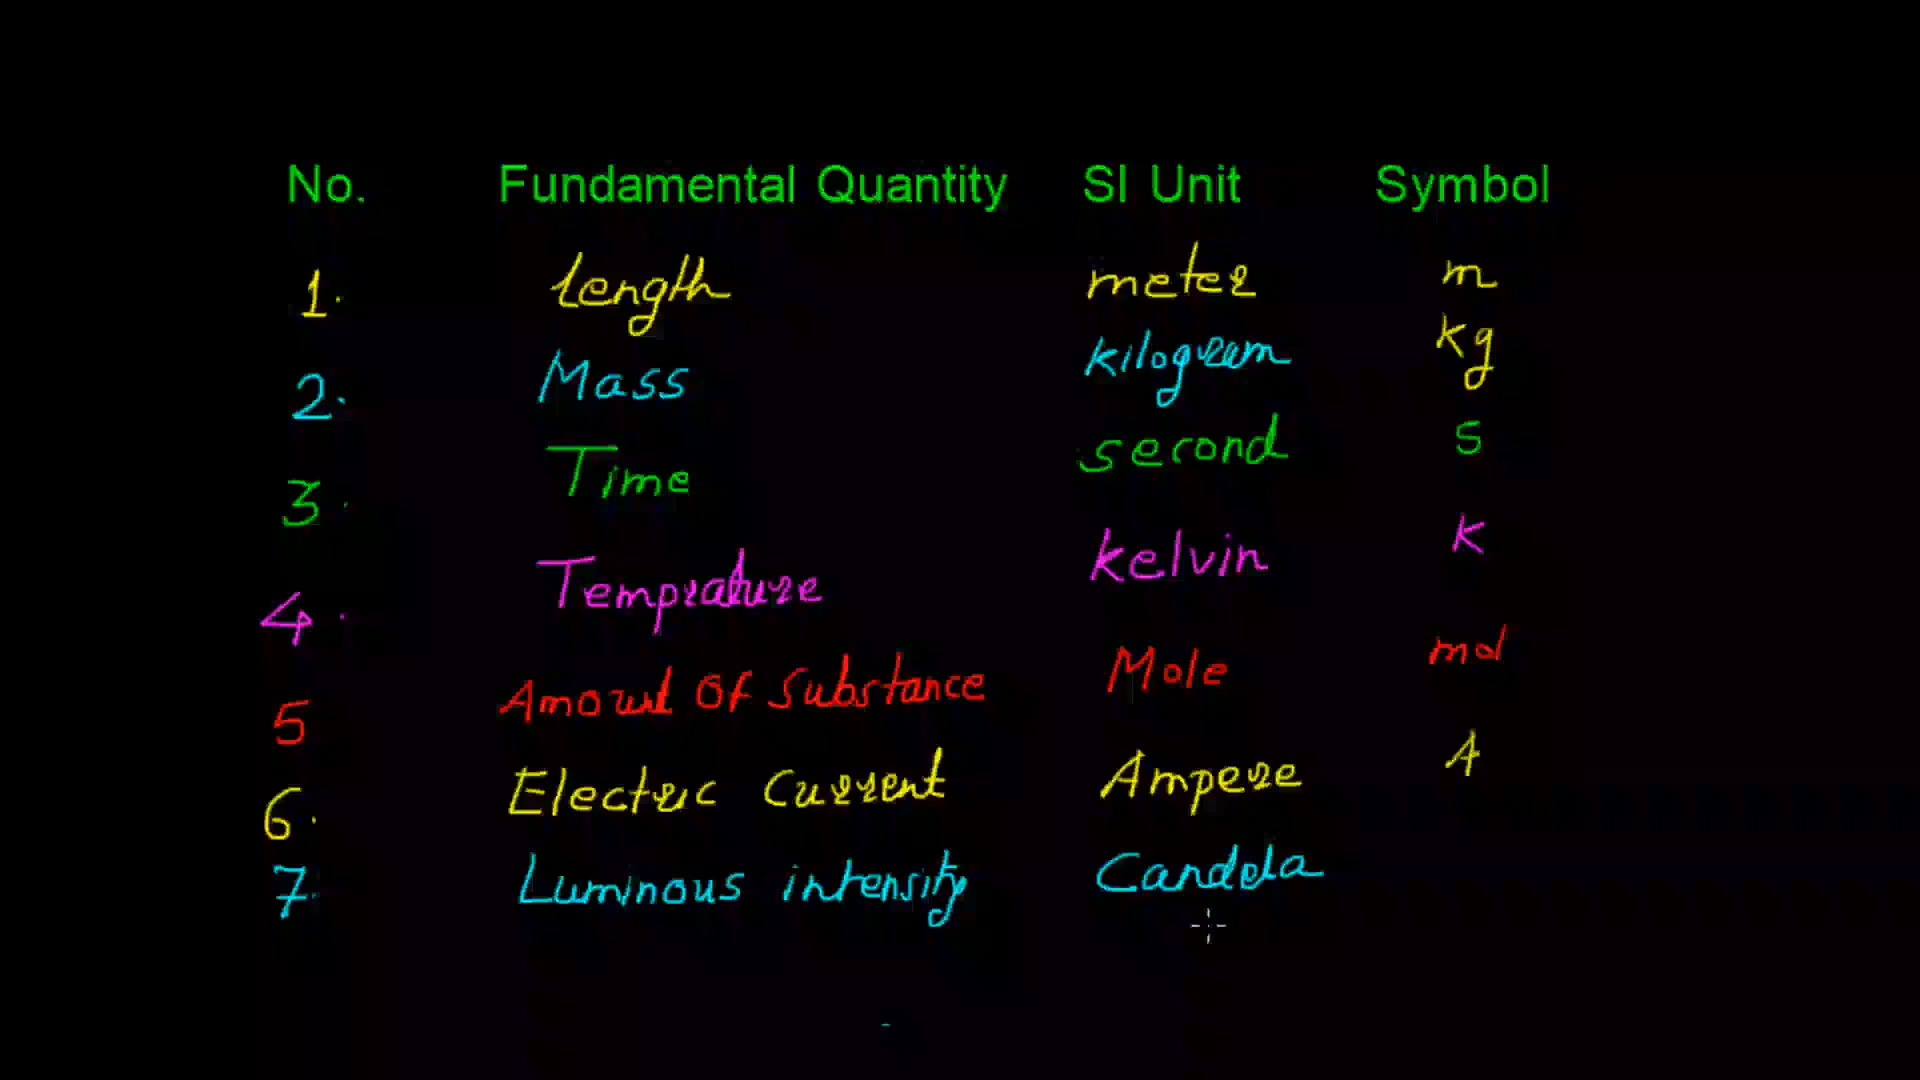 No. Fundamental Quantity SI Unit Symbol
1. Length meter m
2. Mass kilogram kg
3. Time second s
4. Temprature kelvin K
5 Amount Of Substance Mole mol
6. Electric Current Ampere A
7. Luminous intensity Candela